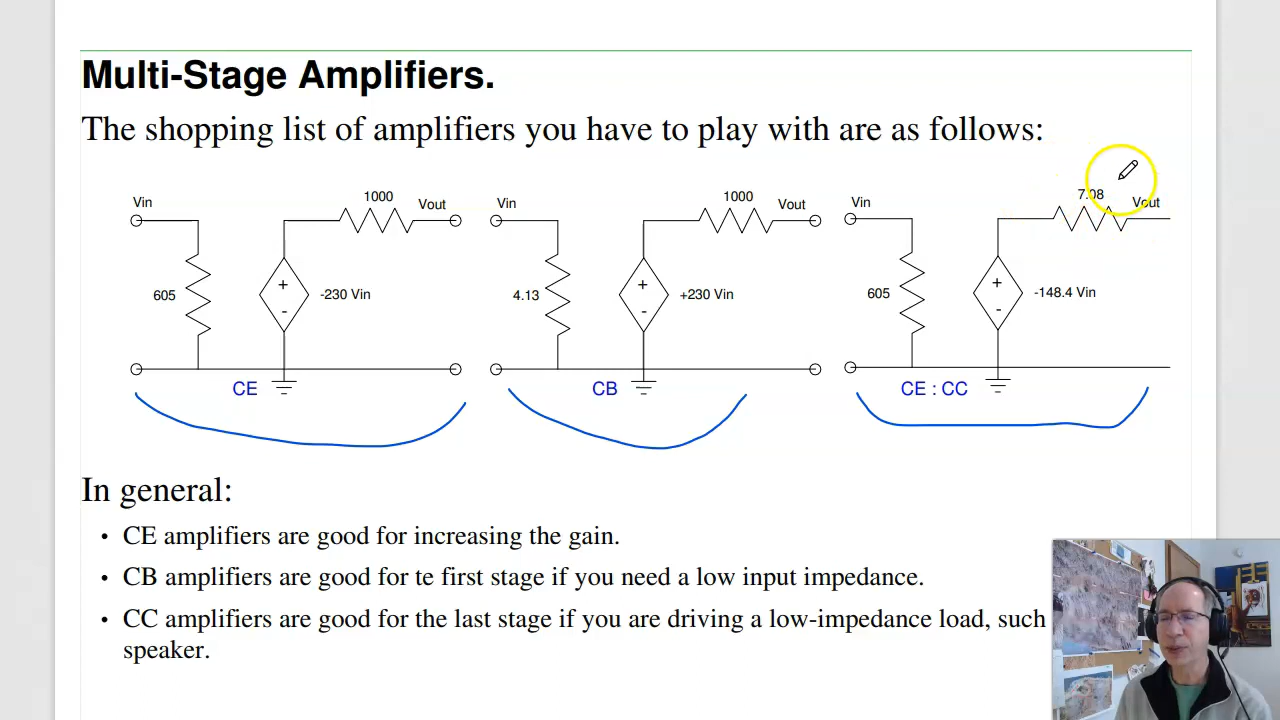 Multi-Stage Amplifiers.
The shopping list of amplifiers you have to play with are as follows:
Vin 1000 Vout Vin 1000 Vout Vin 7.08 Vout
605 + - -230 Vin 4.13 + - +230 Vin 605 + - -148.4 Vin
CE CB CE : CC
In general:
• CE amplifiers are good for increasing the gain.
• CB amplifiers are good for te first stage if you need a low input impedance.
• CC amplifiers are good for the last stage if you are driving a low-impedance load, such
speaker.